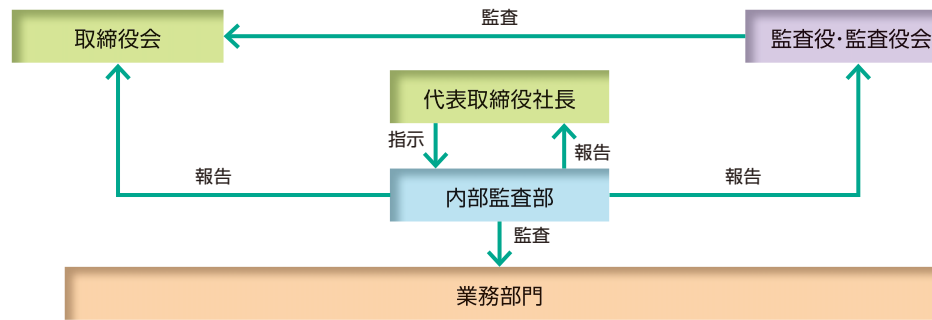 監査
取締役会
監査役・監査役会
代表取締役社長
指示
報告
報告
報告
内部監査部
監査
業務部門